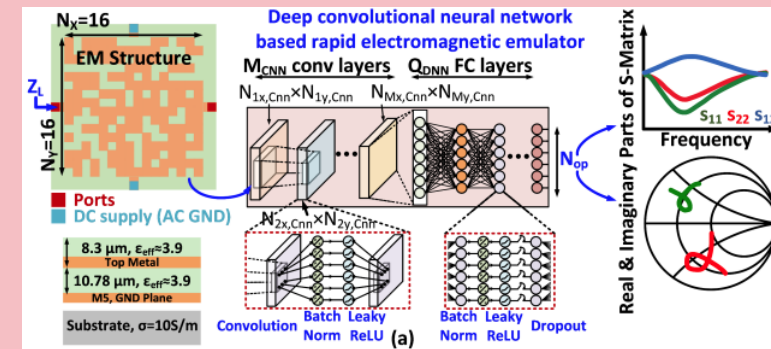 Deep convolutional neural network
based rapid electromagnetic emulator
Nx=16
EM Structure
ZL
NY=16
Ports
DC supply (AC GND)
8.3 µm, εeff≈3.9
Top Metal
10.78 µm, εeff≈3.9
M5, GND Plane
Substrate, σ=10S/m
MCNN conv layers
QDNN FC layers
N1x,Cnn×N1y,Cnn
NMx,Cnn×NMy,Cnn
Nop
N2x,Cnn×N2y,Cnn
Convolution
Batch
Norm
Leaky
ReLU
(a)
Batch
Norm
Leaky
ReLU
Dropout
Real & Imaginary Parts of S-Matrix
S11 S22
Frequency